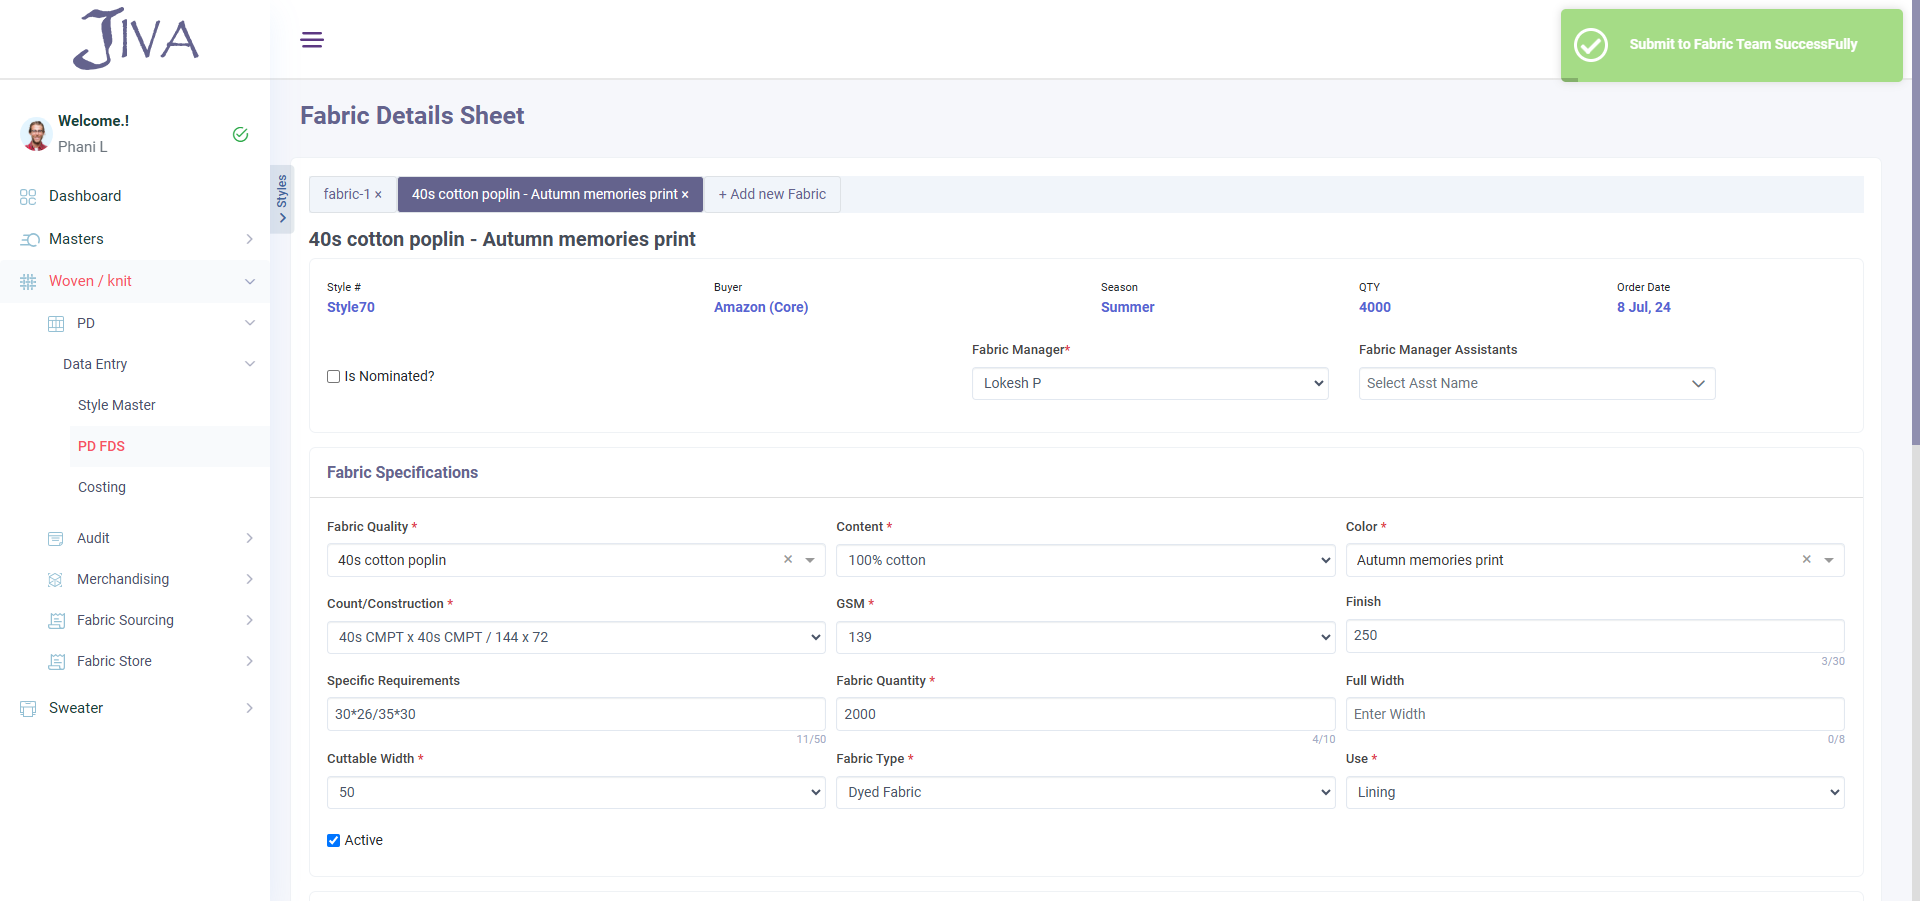 JIVA
Submit to Fabric Team SuccessFully
Welcome.!
Phani L
Dashboard
Masters
Woven / knit
PD
Data Entry
Style Master
PD FDS
Costing
Audit
Merchandising
Fabric Sourcing
Fabric Store
Sweater
Styles
Fabric Details Sheet
fabric-1 × 40s cotton poplin - Autumn memories print × + Add new Fabric
40s cotton poplin - Autumn memories print
Style # Buyer Season QTY Order Date
Style70 Amazon (Core) Summer 4000 8 Jul, 24
Fabric Manager* Fabric Manager Assistants
Is Nominated? Lokesh P Select Asst Name
Fabric Specifications
Fabric Quality * Content * Color *
40s cotton poplin × 100% cotton Autumn memories print ×
Count/Construction * GSM * Finish
40s CMPT x 40s CMPT / 144 x 72 139 250
3/30
Specific Requirements Fabric Quantity * Full Width
30*26/35*30 2000 Enter Width
11/50 4/10 0/8
Cuttable Width * Fabric Type * Use *
50 Dyed Fabric Lining
Active